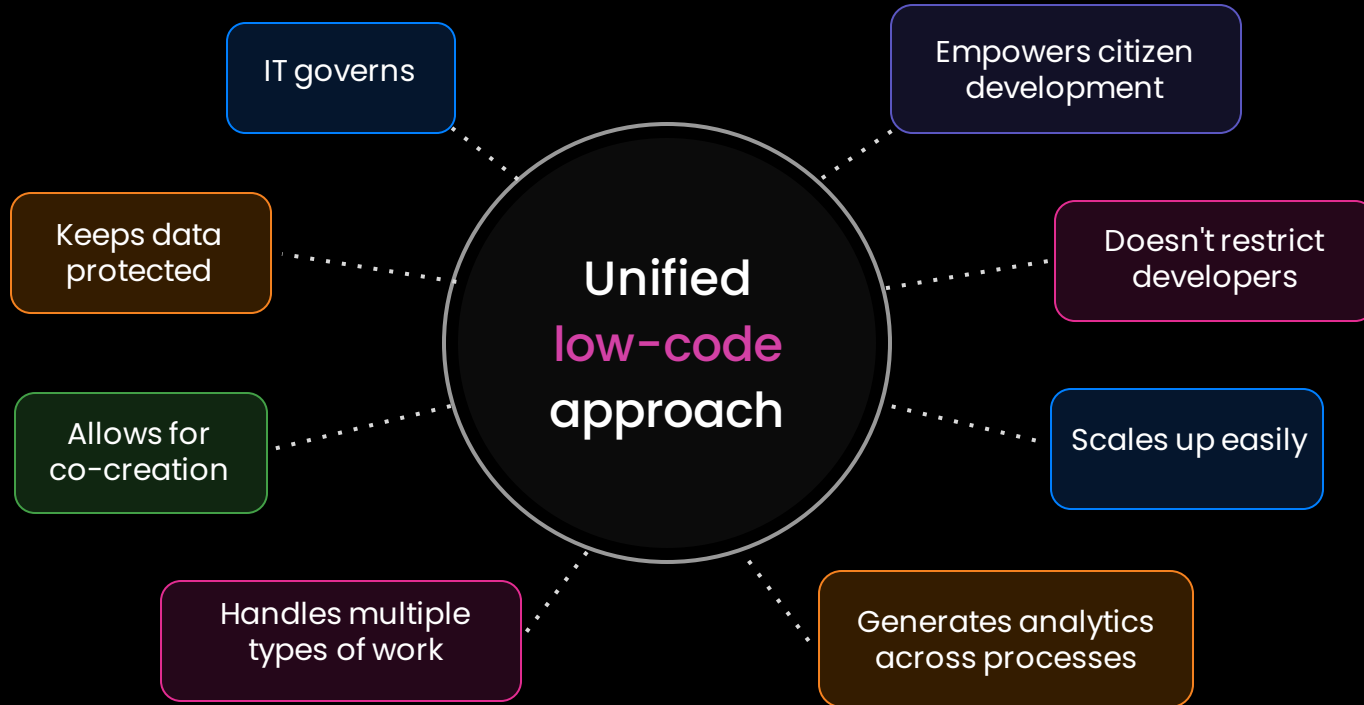 IT governs
Empowers citizen
development
Keeps data
protected
Doesn't restrict
developers
Unified
low-code
approach
Allows for
co-creation
Scales up easily
Handles multiple
types of work
Generates analytics
across processes